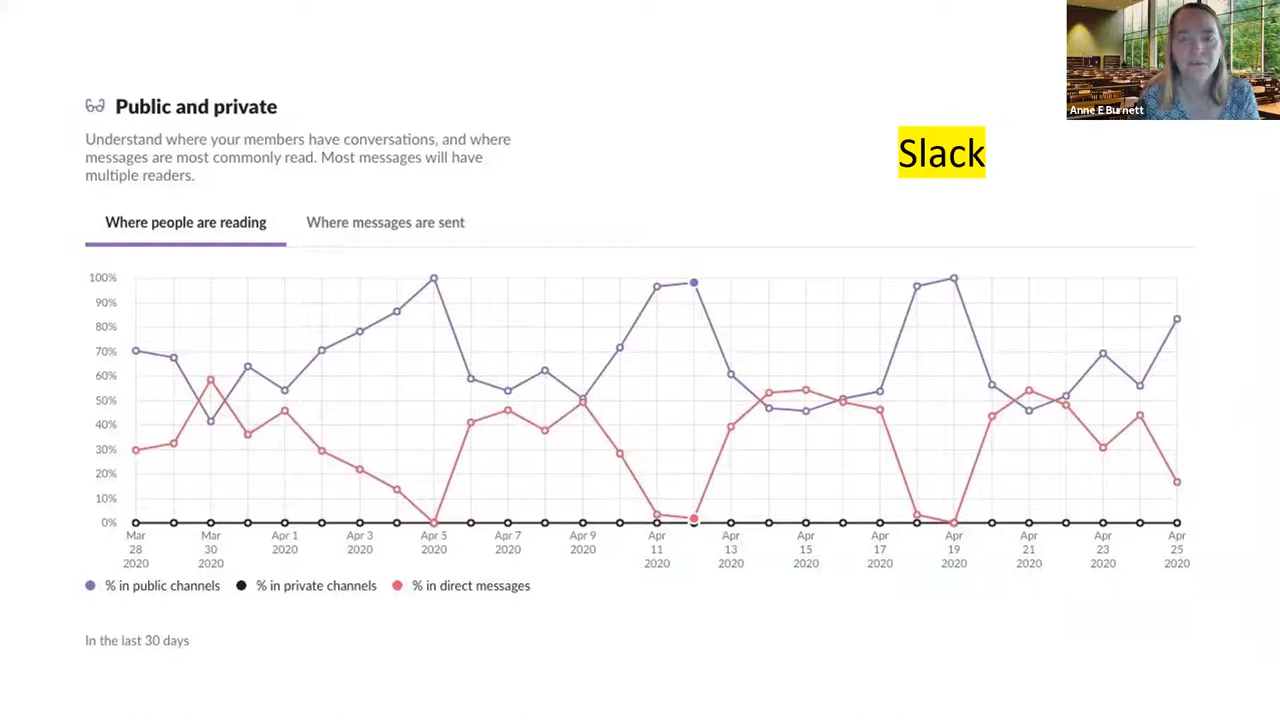 Anne E Burnett
Public and private
Understand where your members have conversations, and where
messages are most commonly read. Most messages will have
multiple readers.
Slack
Where people are reading Where messages are sent
100%
90%
80%
70%
60%
50%
40%
30%
20%
10%
0%
Mar 28 2020
Mar 30 2020
Apr 1 2020
Apr 3 2020
Apr 5 2020
Apr 7 2020
Apr 9 2020
Apr 11 2020
Apr 13 2020
Apr 15 2020
Apr 17 2020
Apr 19 2020
Apr 21 2020
Apr 23 2020
Apr 25 2020
% in public channels % in private channels % in direct messages
In the last 30 days